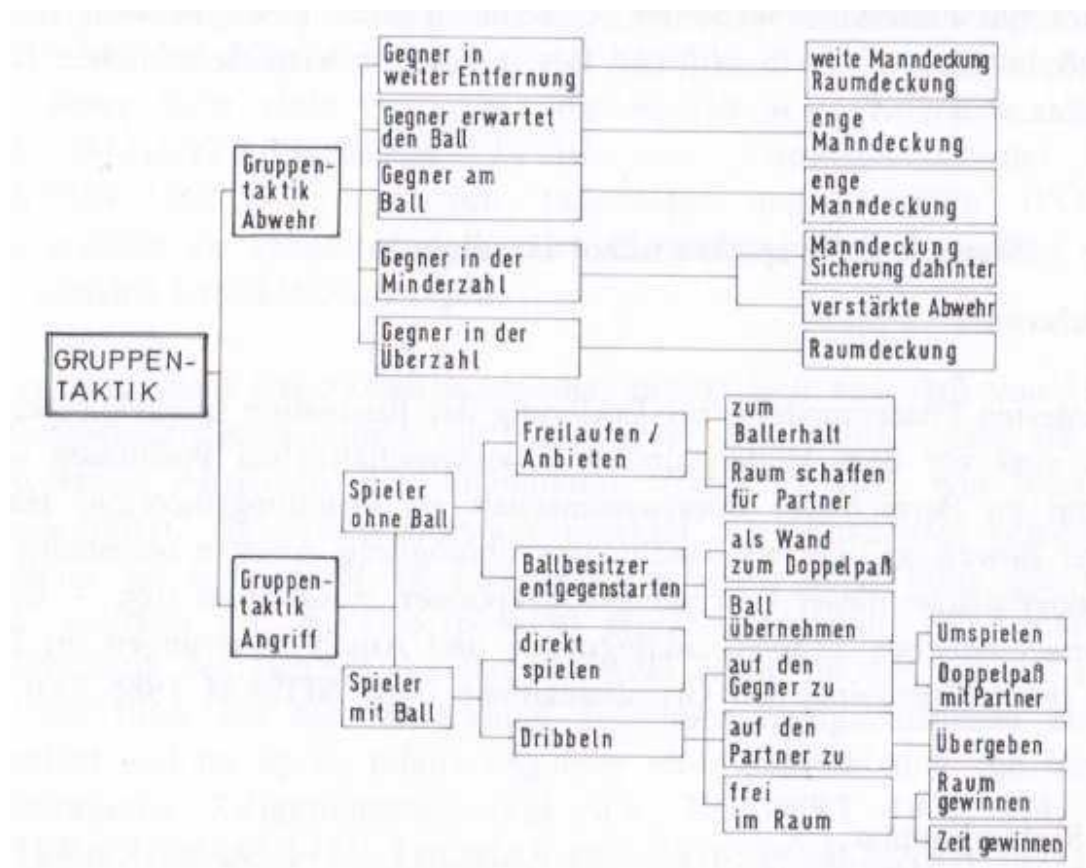 Gegner in
weiter Entfernung
weite Manndeckung
Raumdeckung
Gegner erwartet
den Ball
enge
Manndeckung
Gruppen-
taktik
Abwehr
Gegner am
Ball
enge
Manndeckung
Gegner in der
Minderzahl
Manndeckung
Sicherung dahinter
verstärkte Abwehr
Gegner in der
Überzahl
Raumdeckung
GRUPPEN-
TAKTIK
Freilaufen /
Anbieten
zum
Ballerhalt
Raum schaffen
für Partner
Spieler
ohne Ball
Ballbesitzer
entgegenstarten
als Wand
zum Doppelpaß
Ball
übernehmen
Gruppen-
taktik
Angriff
direkt
spielen
Spieler
mit Ball
Dribbeln
auf den
Gegner zu
Umspielen
Doppelpaß
mit Partner
auf den
Partner zu
Übergeben
frei
im Raum
Raum
gewinnen
Zeit gewinnen